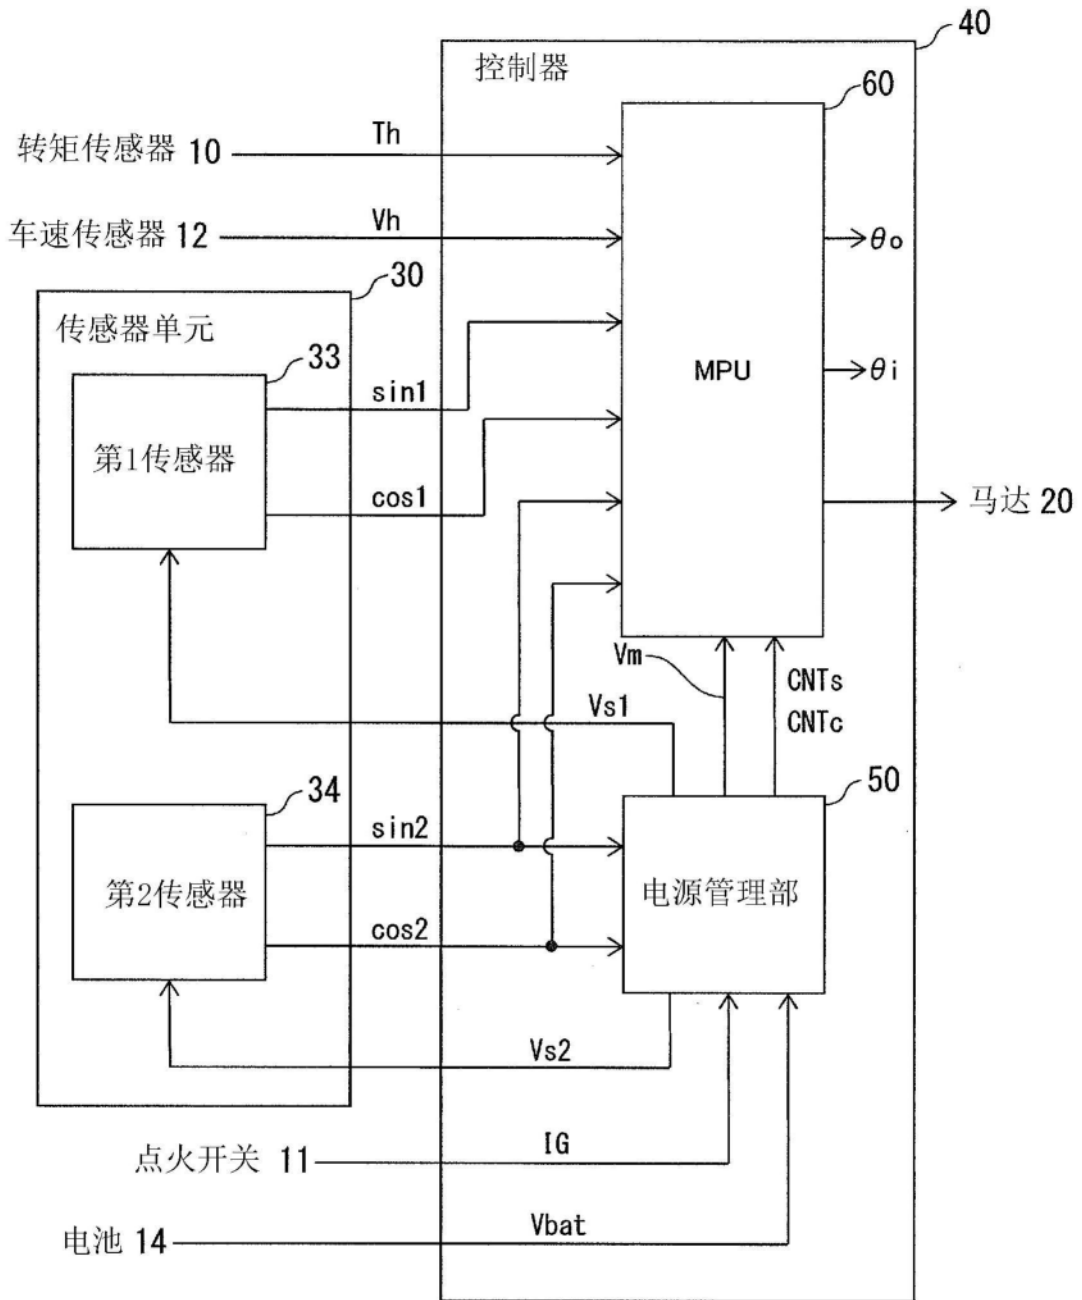 40
控制器
60
转矩传感器 10
Th
车速传感器 12
Vh
θo
30
传感器单元
33
sin1
MPU
θi
第1传感器
cos1
马达 20
Vm
CNTs
CNTc
Vs1
50
34
sin2
第2传感器
电源管理部
cos2
Vs2
点火开关 11
IG
电池 14
Vbat